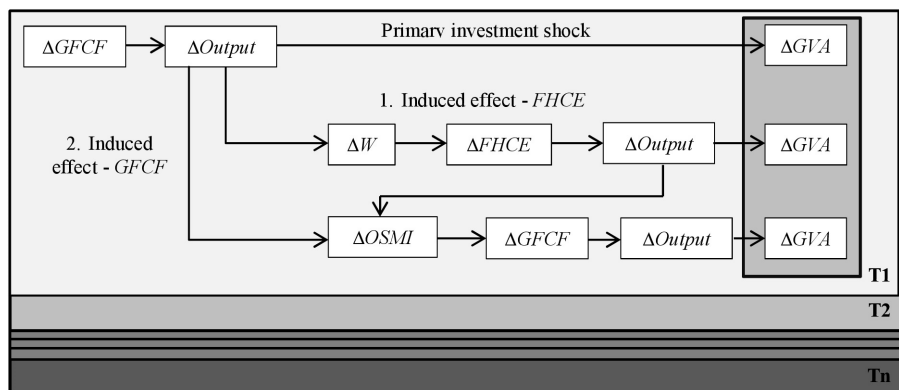 Primary investment shock
ΔGFCF
ΔOutput
ΔGVA
1. Induced effect - FHCE
2. Induced
effect - GFCF
ΔW
ΔFHCE
ΔOutput
ΔGVA
ΔOSMI
ΔGFCF
ΔOutput
ΔGVA
T1
T2
Tn